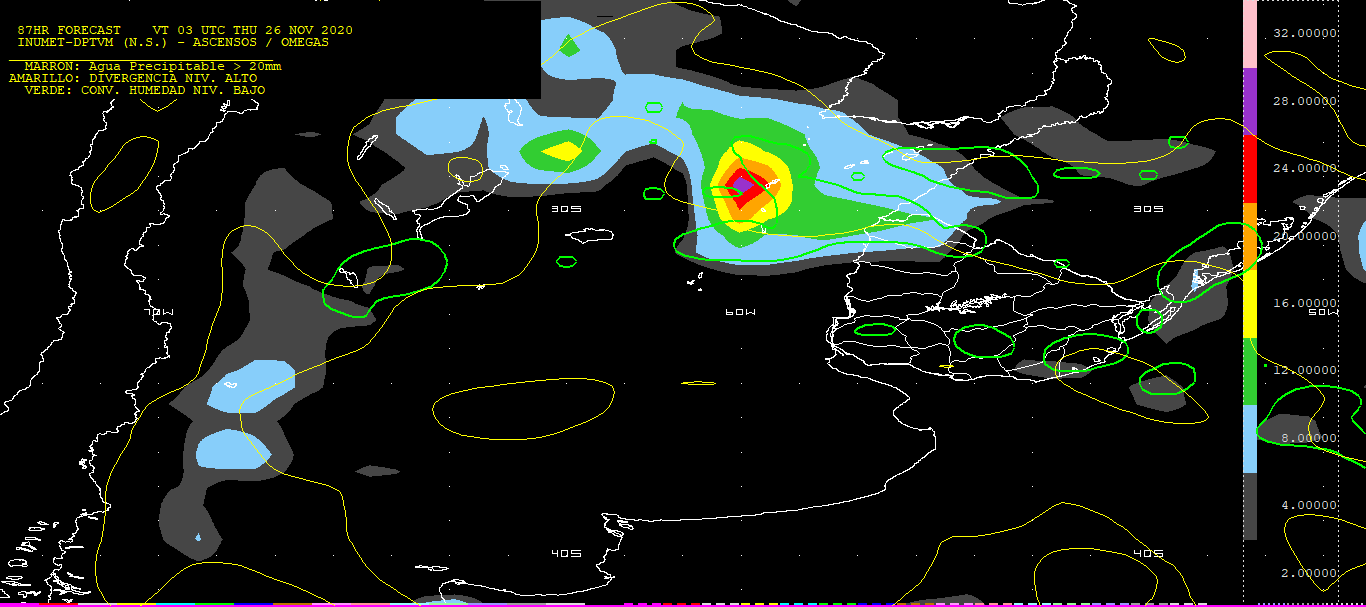 87HR FORECAST VT 03 UTC THU 26 NOV 2020
INUMET-DPTVM (N.S.) - ASCENSOS / OMEGAS
MARRON: Agua Precipitable > 20mm
AMARILLO: DIVERGENCIA NIV. ALTO
VERDE: CONV. HUMEDAD NIV. BAJO
32.00000
28.00000
24.00000
30S
30S
20.00000
16.00000
70W
60W
50W
12.00000
8.00000
4.00000
40S
40S
2.00000